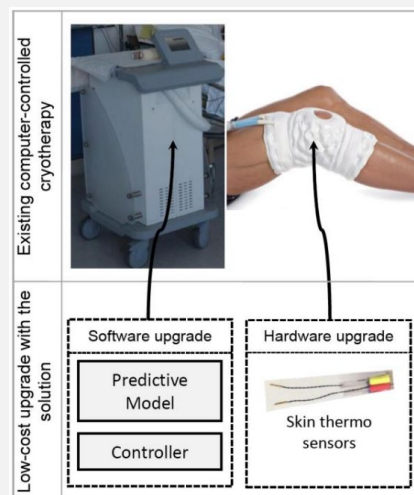 Existing computer-controlled
cryotherapy
Low-cost upgrade with the
solution
Software upgrade
Predictive
Model
Controller
Hardware upgrade
Skin thermo
sensors